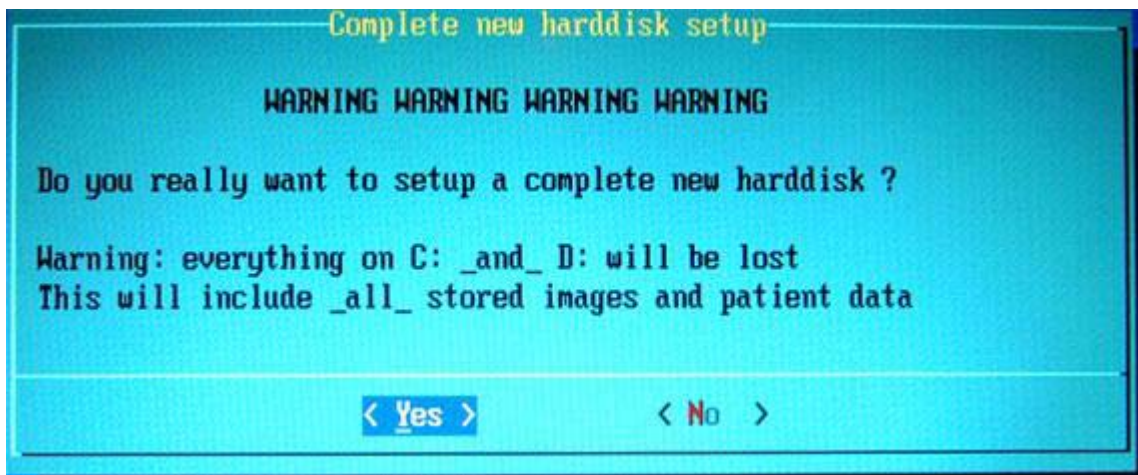 Complete new harddisk setup
WARNING WARNING WARNING WARNING
Do you really want to setup a complete new harddisk ?
Warning: everything on C: _and_ D: will be lost
This will include _all_ stored images and patient data
< Yes > < No >